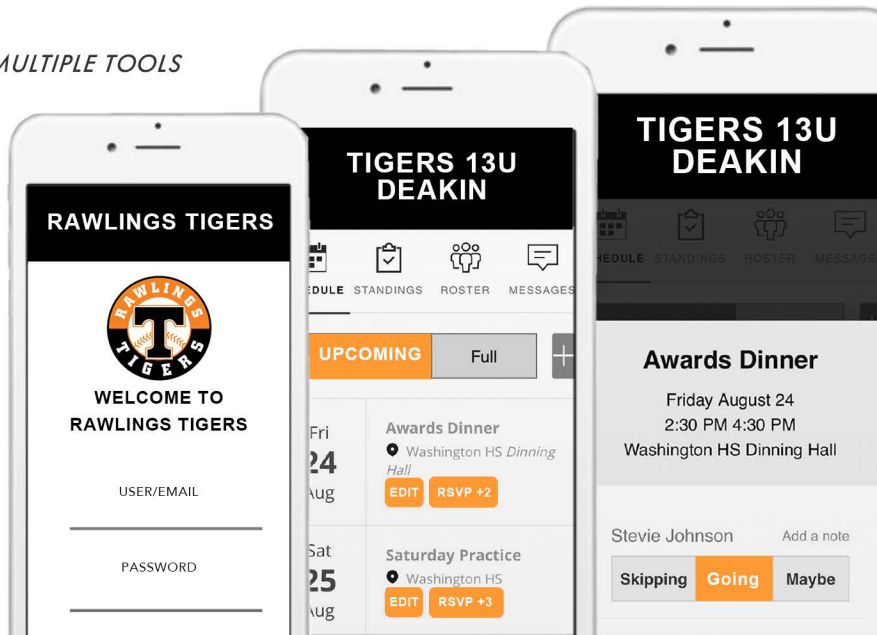 MULTIPLE TOOLS
RAWLINGS TIGERS
RAWLINGS
T
TIGERS
WELCOME TO
RAWLINGS TIGERS
USER/EMAIL
PASSWORD
TIGERS 13U
DEAKIN
EDULE STANDINGS ROSTER MESSAGES
UPCOMING Full +
Fri
24
Aug
Awards Dinner
Washington HS Dinning
Hall
EDIT RSVP +2
Sat
25
Aug
Saturday Practice
Washington HS
EDIT RSVP +3
TIGERS 13U
DEAKIN
HEDULE STANDINGS ROSTER MESSAGES
Awards Dinner
Friday August 24
2:30 PM 4:30 PM
Washington HS Dinning Hall
Stevie Johnson Add a note
Skipping Going Maybe